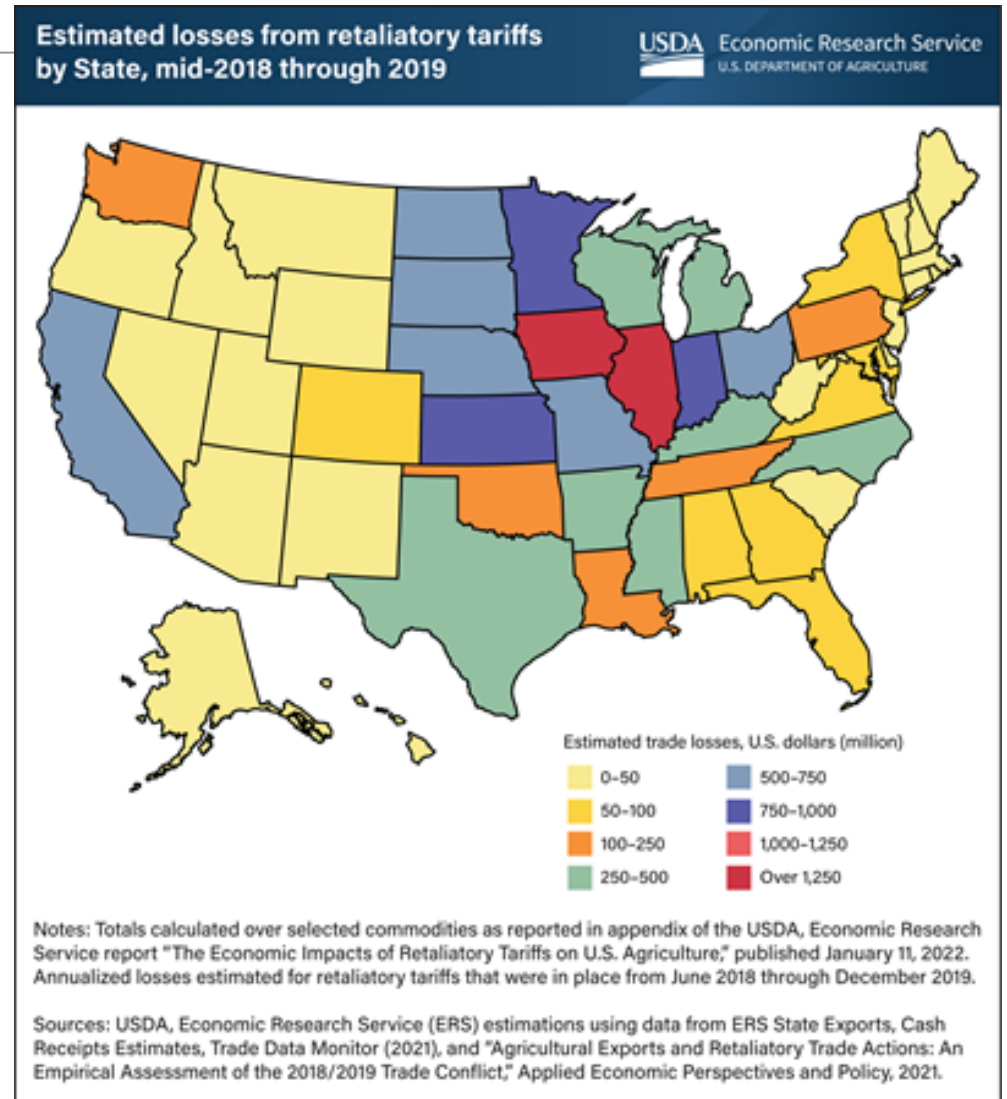 Estimated losses from retaliatory tariffs
by State, mid-2018 through 2019
USDA Economic Research Service
U.S. DEPARTMENT OF AGRICULTURE
Estimated trade losses, U.S. dollars (million)
0–50
50–100
100–250
250–500
500–750
750–1,000
1,000–1,250
Over 1,250
Notes: Totals calculated over selected commodities as reported in appendix of the USDA, Economic Research
Service report "The Economic Impacts of Retaliatory Tariffs on U.S. Agriculture," published January 11, 2022.
Annualized losses estimated for retaliatory tariffs that were in place from June 2018 through December 2019.
Sources: USDA, Economic Research Service (ERS) estimations using data from ERS State Exports, Cash
Receipts Estimates, Trade Data Monitor (2021), and "Agricultural Exports and Retaliatory Trade Actions: An
Empirical Assessment of the 2018/2019 Trade Conflict," Applied Economic Perspectives and Policy, 2021.